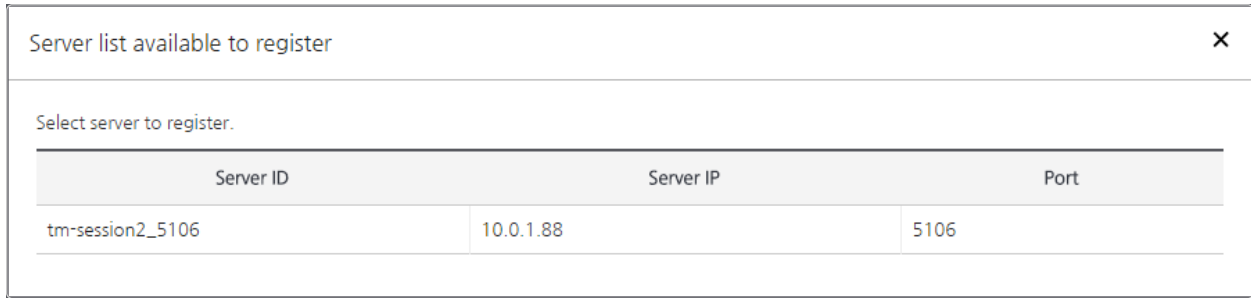 Server list available to register
Select server to register.
Server ID Server IP Port
tm-session2_5106 10.0.1.88 5106